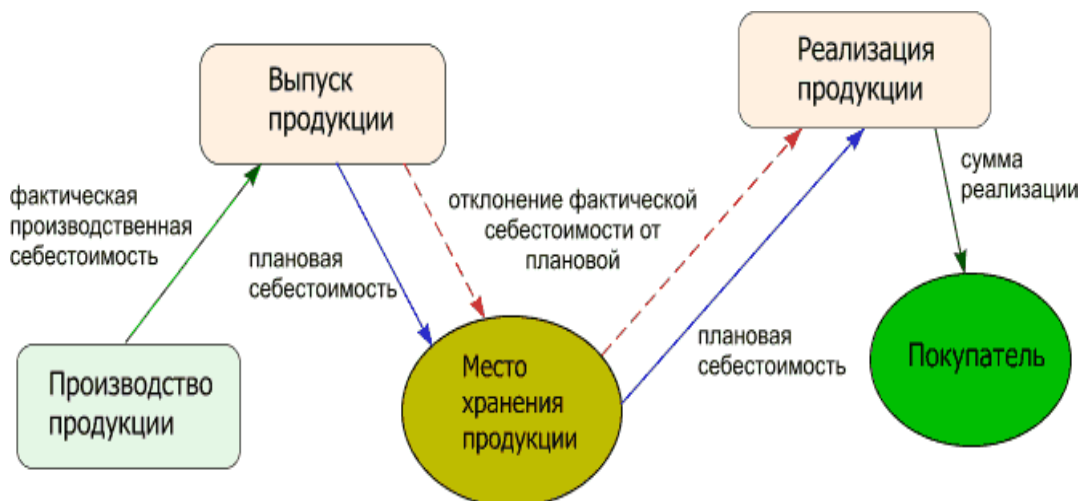 Выпуск
продукции
Реализация
продукции
фактическая
производственная
себестоимость
плановая
себестоимость
отклонение фактической
себестоимости от
плановой
сумма
реализации
Производство
продукции
Место
хранения
продукции
плановая
себестоимость
Покупатель